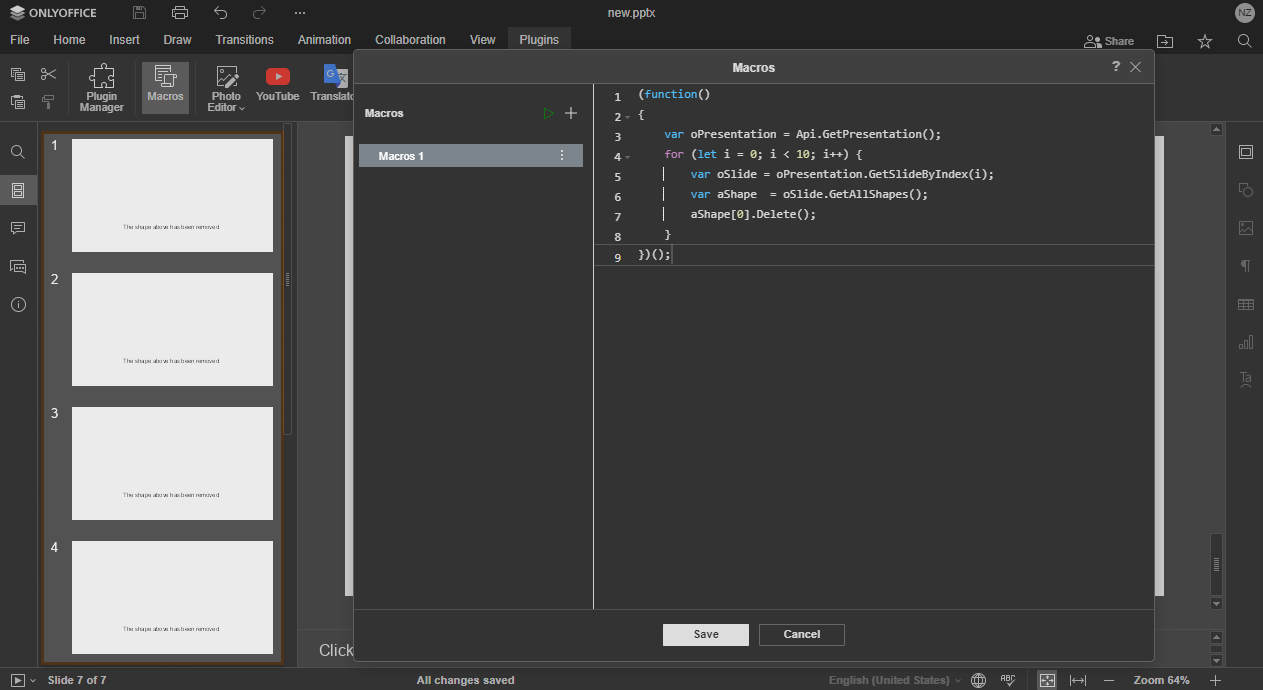 ONLYOFFICE
new.pptx
NZ
File Home Insert Draw Transitions Animation Collaboration View Plugins
Share
Plugin Manager
Macros
Photo Editor
YouTube
Translato
Macros
?
Macros
Macros 1
1 (function()
2 {
3 var oPresentation = Api.GetPresentation();
4 for (let i = 0; i < 10; i++) {
5 var oSlide = oPresentation.GetSlideByIndex(i);
6 var aShape  = oSlide.GetAllShapes();
7 aShape[0].Delete();
8 }
9 })();
1
The shape above has been removed
2
The shape above has been removed
3
The shape above has been removed
4
The shape above has been removed
Save
Cancel
Click
Slide 7 of 7
All changes saved
English (United States)
ABC
Zoom 64%